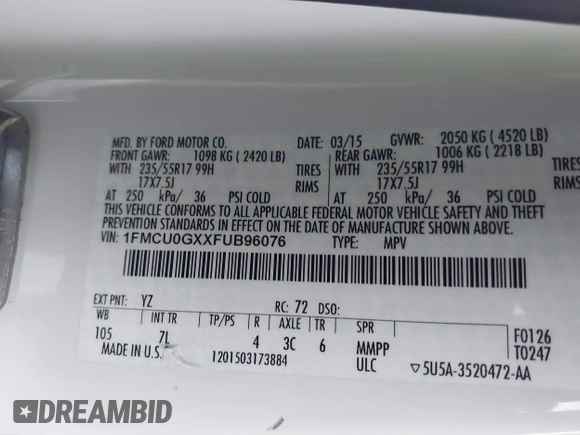 MFD. BY FORD MOTOR CO. DATE: 03/15 GVWR: 2050 KG ( 4520 LB)
FRONT GAWR: 1098 KG ( 2420 LB) REAR GAWR: 1006 KG ( 2218 LB)
WITH 235/55R17 99H TIRES WITH 235/55R17 99H TIRES
17X7.5J RIMS 17X7.5J RIMS
AT 250 kPa/ 36 PSI COLD AT 250 kPa/ 36 PSI COLD
THIS VEHICLE CONFORMS TO ALL APPLICABLE FEDERAL MOTOR VEHICLE SAFETY AND THEFT
PREVENTION STANDARDS IN EFFECT ON THE DATE OF MANUFACTURE SHOWN ABOVE.
VIN: 1FMCU0GXXFUB96076 TYPE: MPV
EXT PNT: YZ RC: 72 DSO:
WB INT TR TP/PS R AXLE TR SPR F0126
105 7L 4 3C 6 MMPP T0247
MADE IN U.S. 1201503173884 ULC ▽5U5A-3520472-AA
DREAMBID